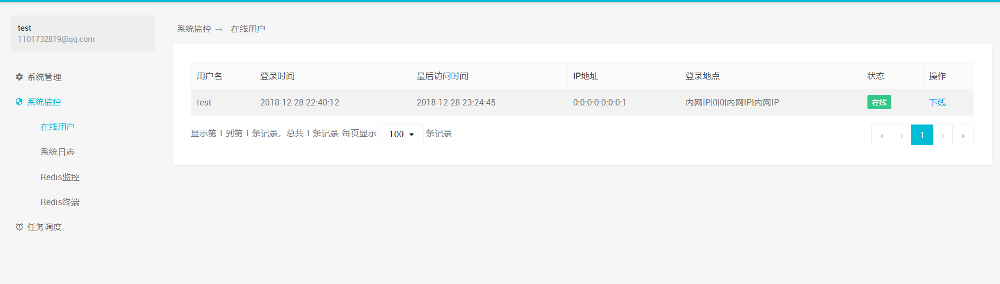 test
1101732819@qq.com
系统管理
系统监控
在线用户
系统日志
Redis监控
Redis终端
任务调度
系统监控 → 在线用户
用户名 登录时间 最后访问时间 IP地址 登录地点 状态 操作
test 2018-12-28 22:40:12 2018-12-28 23:24:45 0:0:0:0:0:0:0:1 内网IP|0|0|内网IP|内网IP 在线 下线
显示第 1 到第 1 条记录，总共 1 条记录 每页显示 100 条记录 « ‹ 1 › »